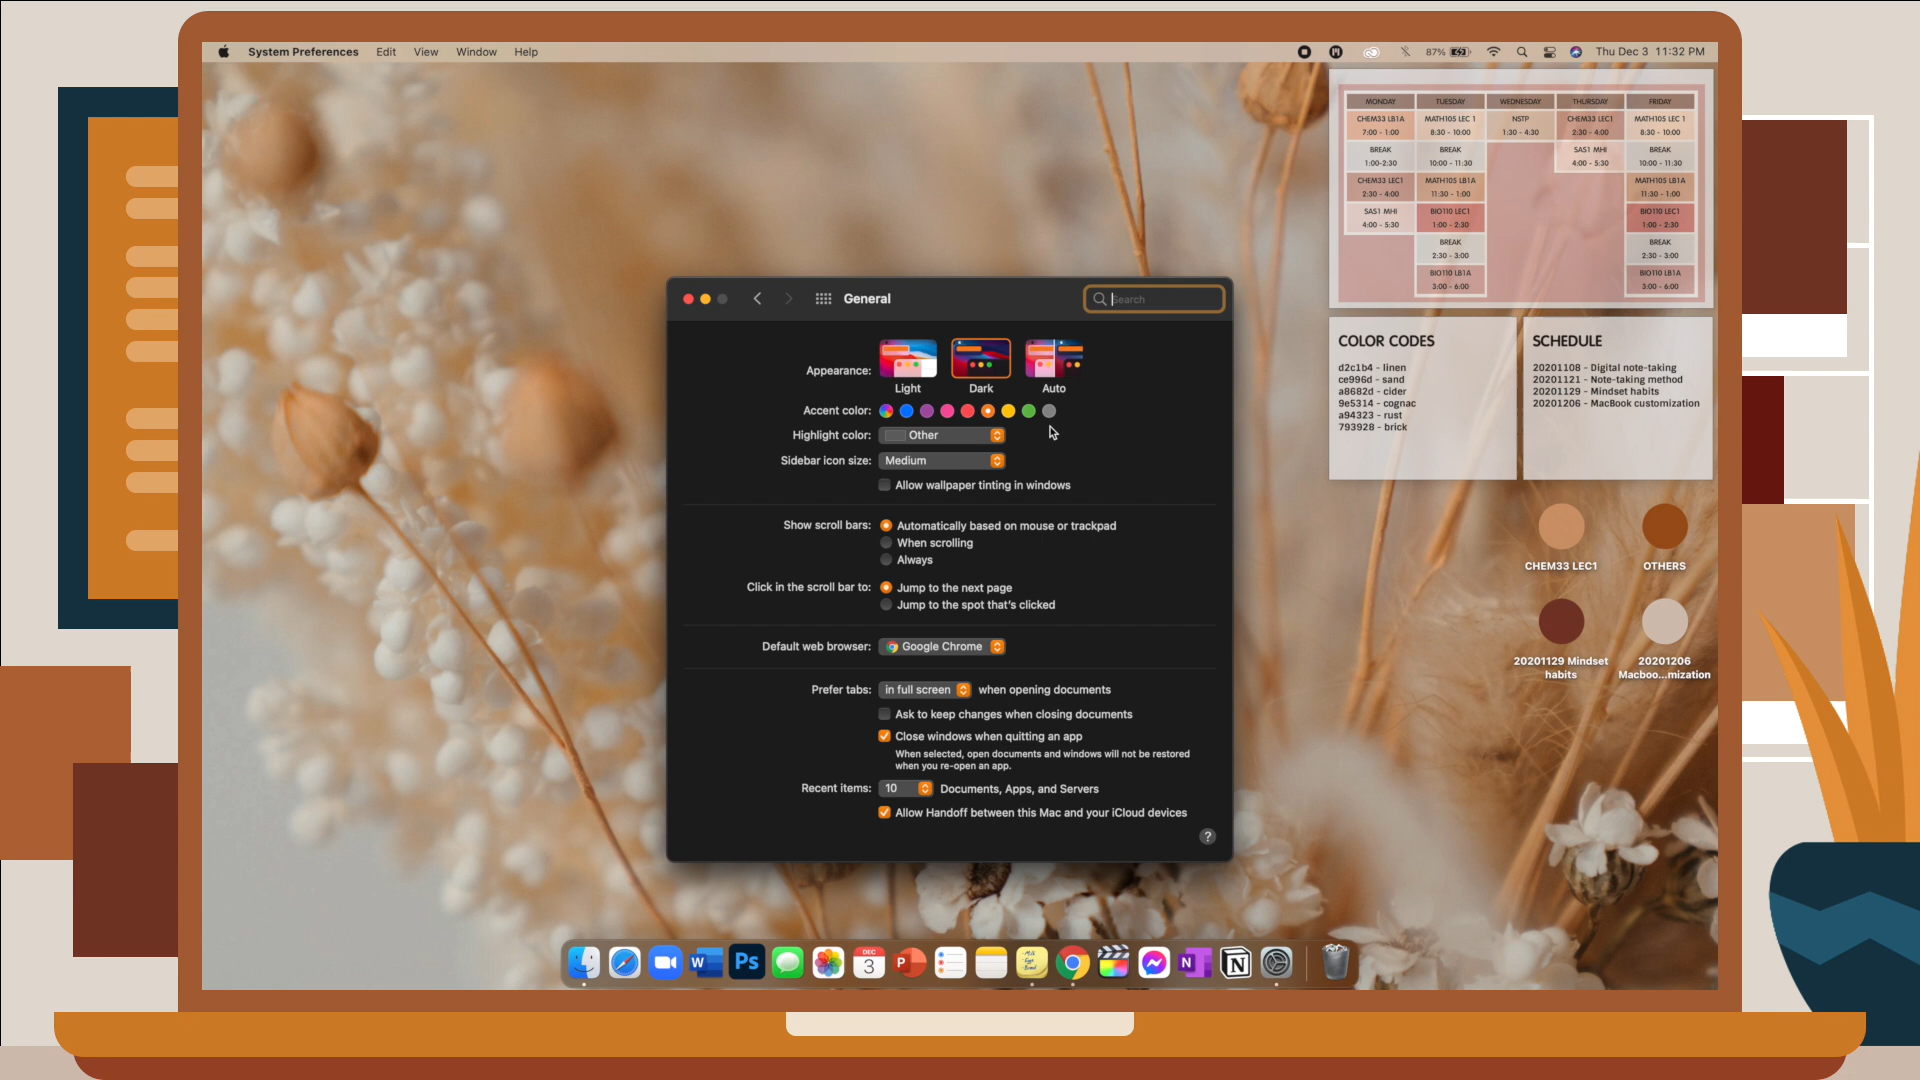 System Preferences Edit View Window Help
87% Thu Dec 3 11:32 PM
MONDAY TUESDAY WEDNESDAY THURSDAY FRIDAY
CHEM33 LB1A MATH105 LEC 1 NSTP CHEM33 LEC1 MATH105 LEC 1
7:00 - 1:00 8:30 - 10:00 1:30 - 4:30 2:30 - 4:00 8:30 - 10:00
BREAK BREAK SAS1 MHI BREAK
1:00-2:30 10:00 - 11:30 4:00 - 5:30 10:00 - 11:30
CHEM33 LEC1 MATH105 LB1A MATH105 LB1A
2:30 - 4:00 11:30 - 1:00 11:30 - 1:00
SAS1 MHI BIO110 LEC1 BIO110 LEC1
4:00 - 5:30 1:00 - 2:30 1:00 - 2:30
BREAK BREAK
2:30 - 3:00 2:30 - 3:00
BIO110 LB1A BIO110 LB1A
3:00 - 6:00 3:00 - 6:00
COLOR CODES
d2c1b4 - linen
ce996d - sand
a8682d - cider
9e5314 - cognac
a94323 - rust
793928 - brick
SCHEDULE
20201108 - Digital note-taking
20201121 - Note-taking method
20201129 - Mindset habits
20201206 - MacBook customization
CHEM33 LEC1
OTHERS
20201129 Mindset
habits
20201206
Macboo...mization
General
Search
Appearance:
Light Dark Auto
Accent color:
Highlight color: Other
Sidebar icon size: Medium
Allow wallpaper tinting in windows
Show scroll bars: Automatically based on mouse or trackpad
When scrolling
Always
Click in the scroll bar to: Jump to the next page
Jump to the spot that's clicked
Default web browser: Google Chrome
Prefer tabs: in full screen when opening documents
Ask to keep changes when closing documents
Close windows when quitting an app
When selected, open documents and windows will not be restored
when you re-open an app.
Recent items: 10 Documents, Apps, and Servers
Allow Handoff between this Mac and your iCloud devices
?
W Ps DEC 3 P N N